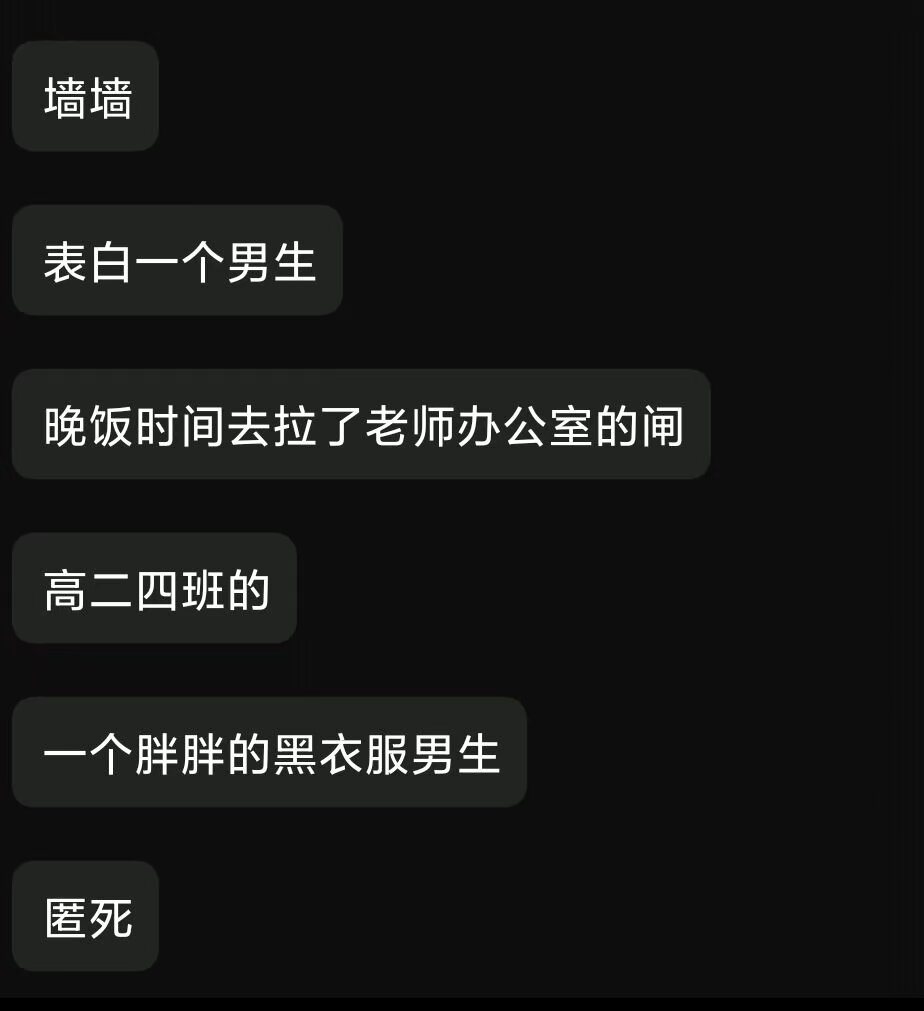 墙墙
表白一个男生
晚饭时间去拉了老师办公室的闸
高二四班的
一个胖胖的黑衣服男生
匿死